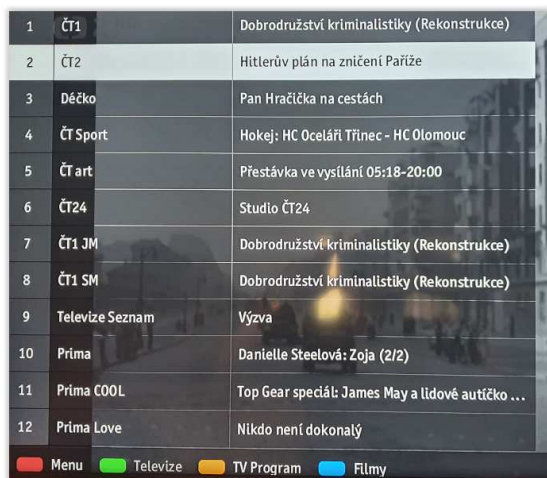 1 ČT1 Dobrodružství kriminalistiky (Rekonstrukce)
2 ČT2 Hitlerův plán na zničení Paříže
3 Déčko Pan Hračička na cestách
4 ČT Sport Hokej: HC Oceláři Třinec - HC Olomouc
5 ČT art Přestávka ve vysílání 05:18-20:00
6 ČT24 Studio ČT24
7 ČT1 JM Dobrodružství kriminalistiky (Rekonstrukce)
8 ČT1 SM Dobrodružství kriminalistiky (Rekonstrukce)
9 Televize Seznam Výzva
10 Prima Danielle Steelová: Zoja (2/2)
11 Prima COOL Top Gear speciál: James May a lidové autíčko ...
12 Prima Love Nikdo není dokonalý
Menu Televize TV Program Filmy